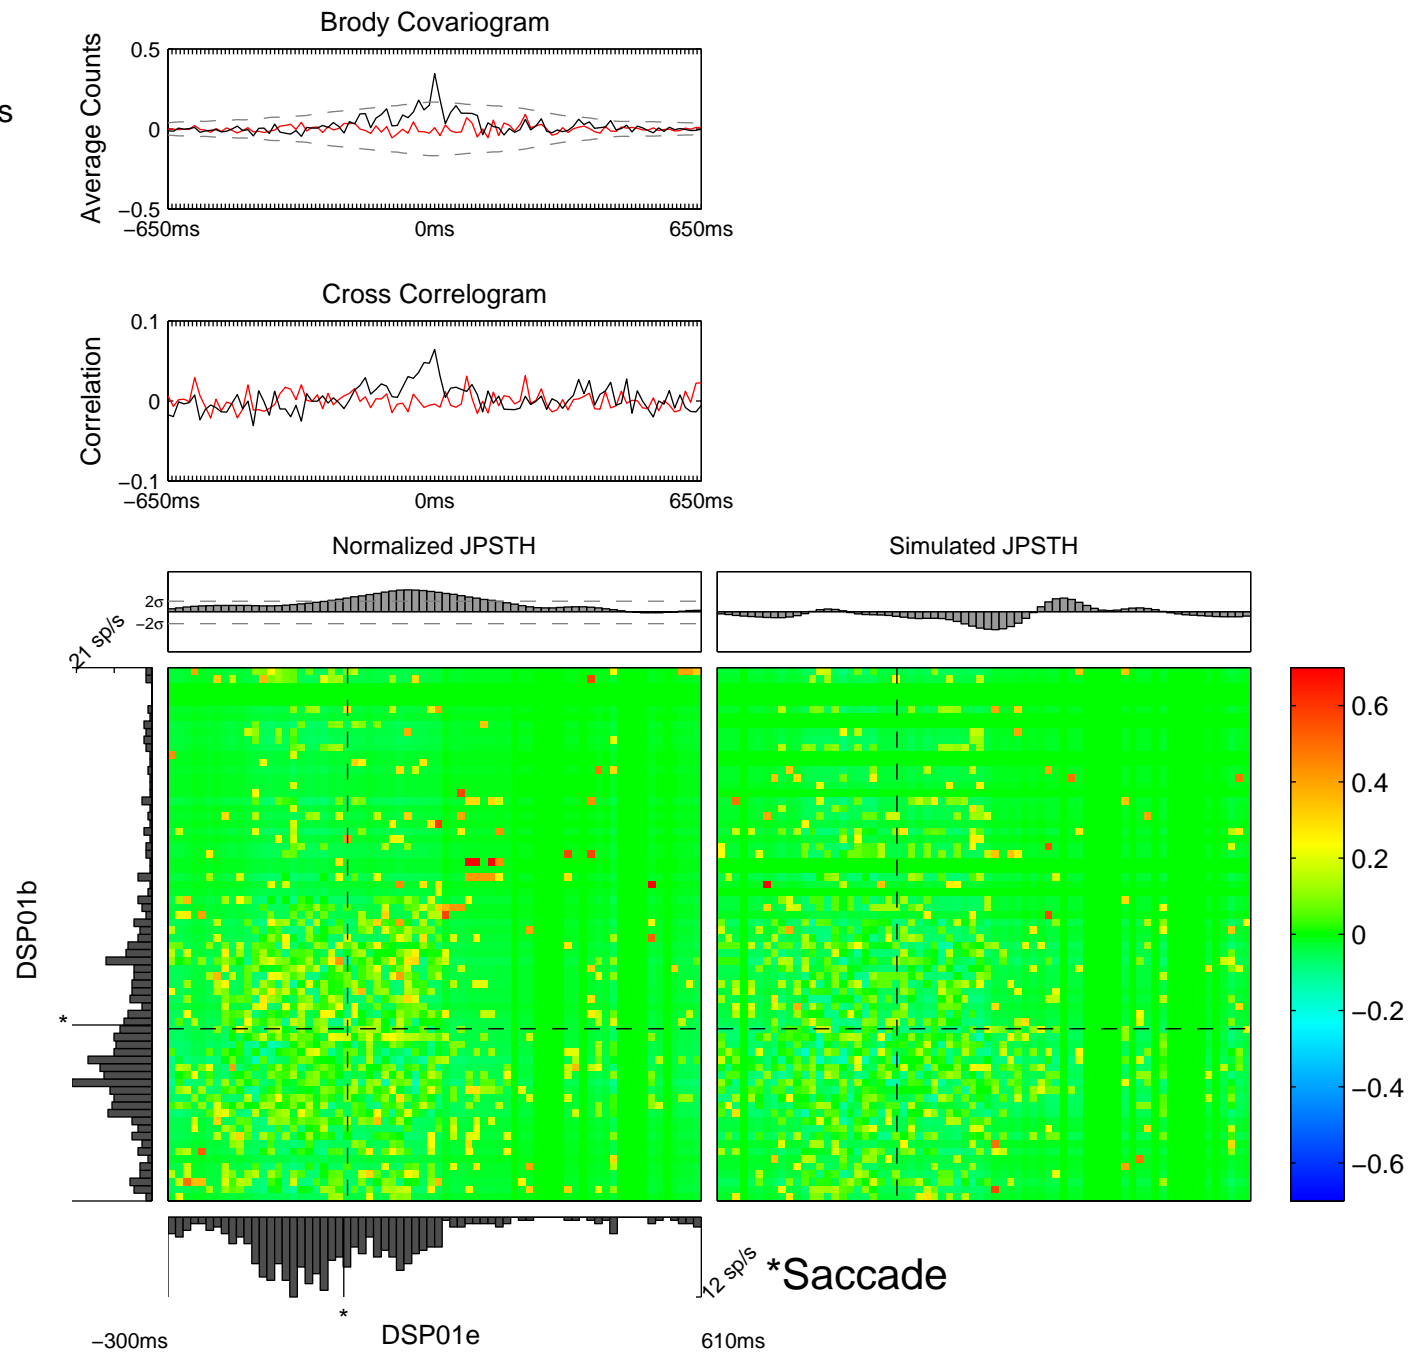 Brody Covariogram
s
Average Counts
0.5
0
−0.5
−650ms
0ms
650ms
Cross Correlogram
Correlation
0.1
0
−0.1
−650ms
0ms
650ms
Normalized JPSTH
Simulated JPSTH
2σ
−2σ
21 sp/s
DSP01b
*
0.6
0.4
0.2
0
−0.2
−0.4
−0.6
12 sp/s
*Saccade
*
−300ms
DSP01e
610ms